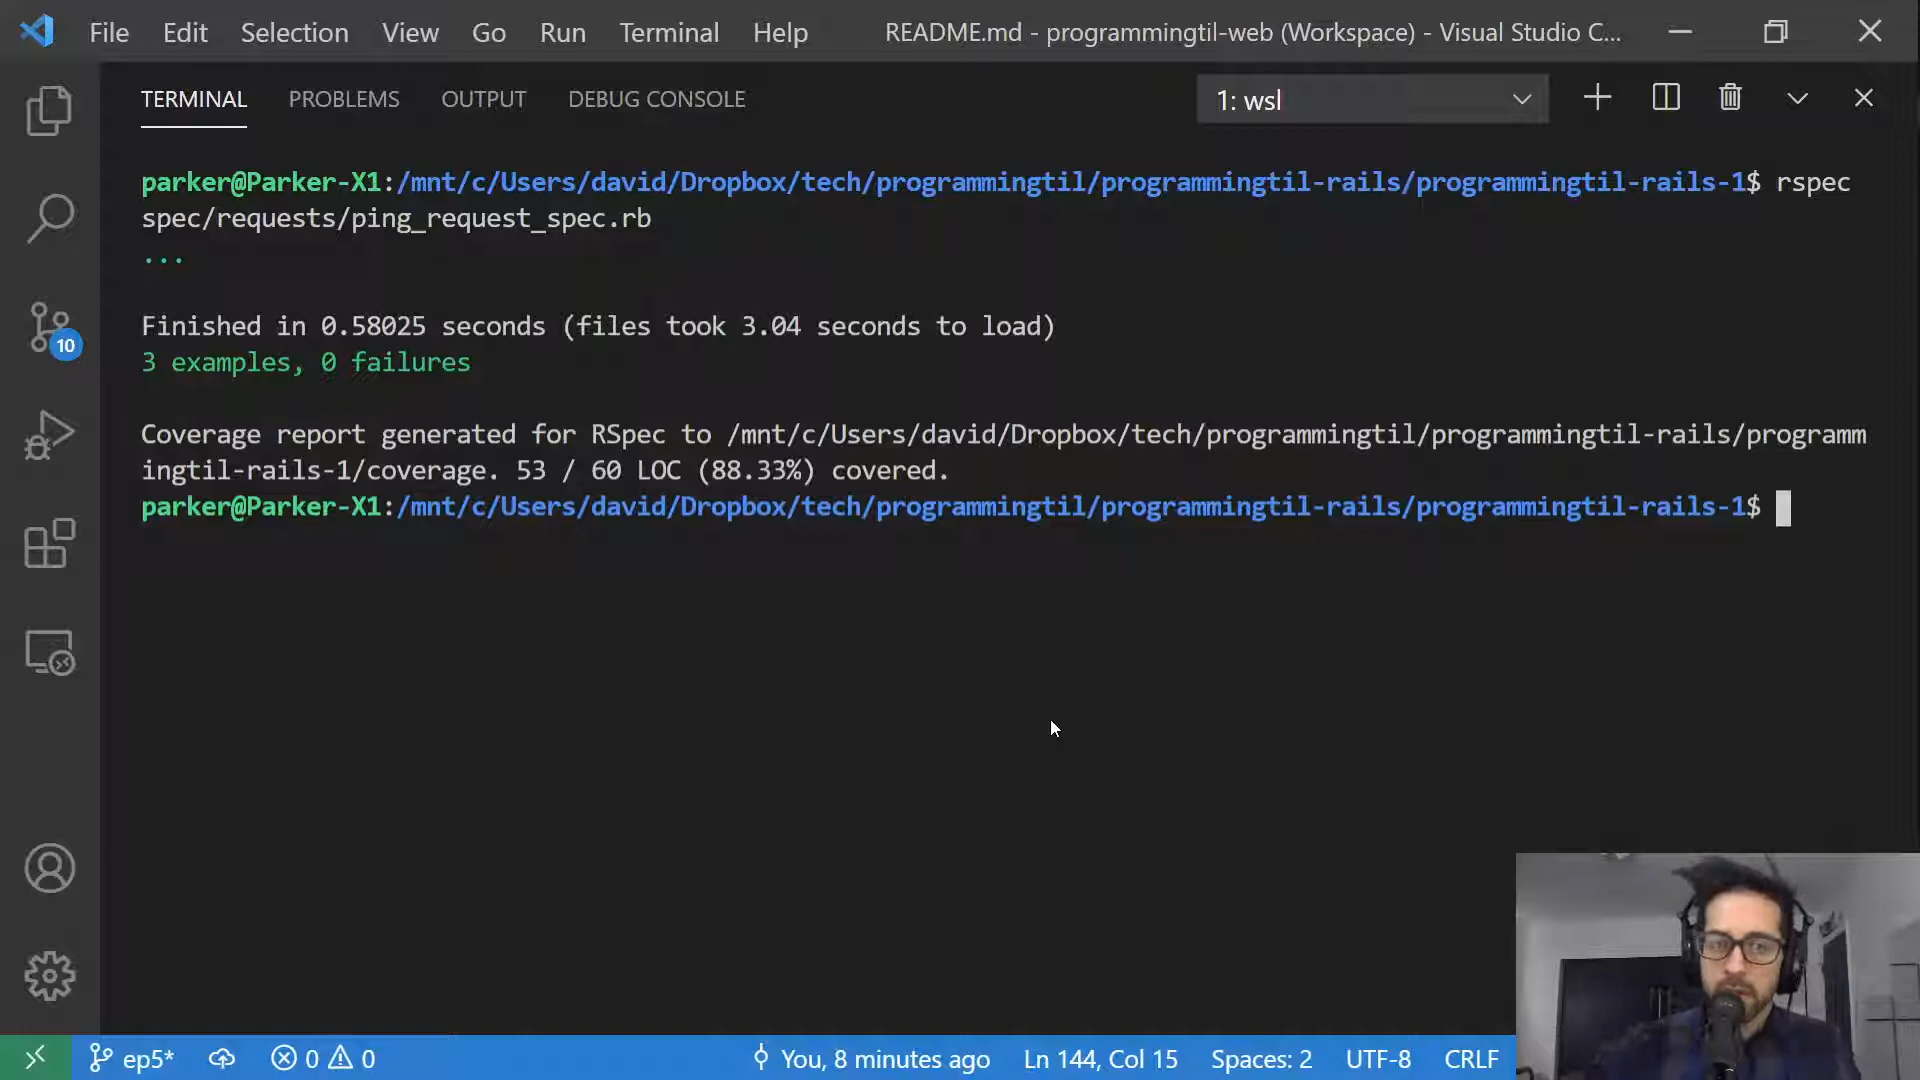 File Edit Selection View Go Run Terminal Help README.md - programmingtil-web (Workspace) - Visual Studio C...
TERMINAL PROBLEMS OUTPUT DEBUG CONSOLE 1: wsl
parker@Parker-X1:/mnt/c/Users/david/Dropbox/tech/programmingtil/programmingtil-rails/programmingtil-rails-1$ rspec
spec/requests/ping_request_spec.rb
...
Finished in 0.58025 seconds (files took 3.04 seconds to load)
3 examples, 0 failures
Coverage report generated for RSpec to /mnt/c/Users/david/Dropbox/tech/programmingtil/programmingtil-rails/programm
ingtil-rails-1/coverage. 53 / 60 LOC (88.33%) covered.
parker@Parker-X1:/mnt/c/Users/david/Dropbox/tech/programmingtil/programmingtil-rails/programmingtil-rails-1$
10
ep5* 0 0 You, 8 minutes ago Ln 144, Col 15 Spaces: 2 UTF-8 CRLF